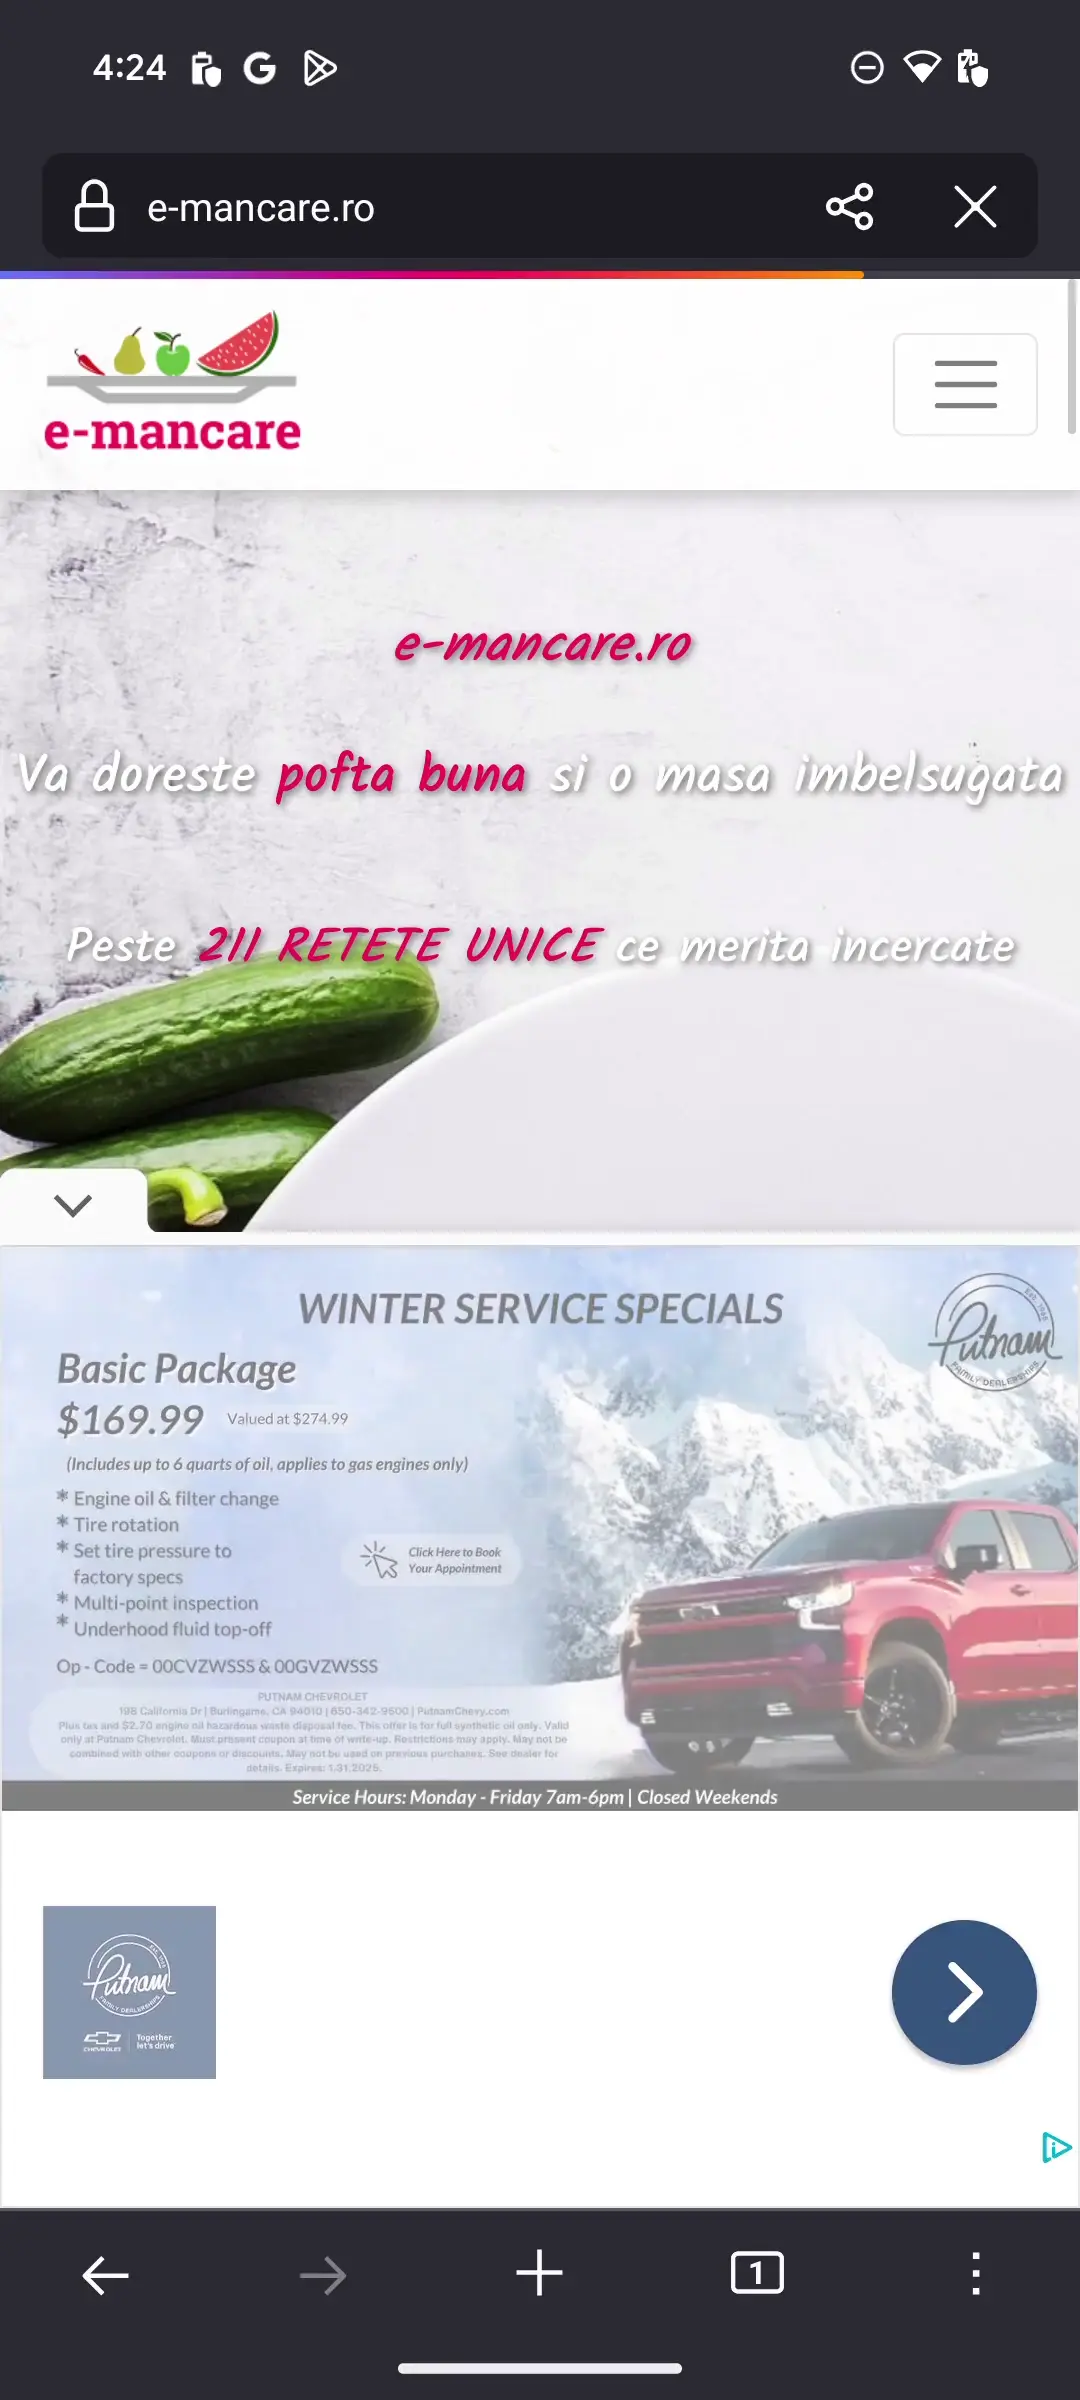 4:24
e-mancare.ro
e-mancare
e-mancare.ro
Va doreste pofta buna si o masa imbelsugata
Peste 211 RETETE UNICE ce merita incercate
WINTER SERVICE SPECIALS
Putnam
EST. 1965
FAMILY DEALERSHIPS
Basic Package
$169.99 Valued at $274.99
(Includes up to 6 quarts of oil, applies to gas engines only)
* Engine oil & filter change
* Tire rotation
* Set tire pressure to
factory specs
* Multi-point inspection
* Underhood fluid top-off
Click Here to Book
Your Appointment
Op - Code = 00CVZWSSS & 00GVZWSSS
PUTNAM CHEVROLET
198 California Dr | Burlingame, CA 94010 | 650-342-9600 | PutnamChevy.com
Plus tax and $2.70 engine oil hazardous waste disposal fee. This offer is for full synthetic oil only. Valid
only at Putnam Chevrolet. Must present coupon at time of write-up. Restrictions may apply. May not be
combined with other coupons or discounts. May not be used on previous purchases. See dealer for
details. Expires: 1.31.2025.
Service Hours: Monday - Friday 7am-6pm | Closed Weekends
Putnam
FAMILY DEALERSHIPS
CHEVROLET
Together
let's drive
1